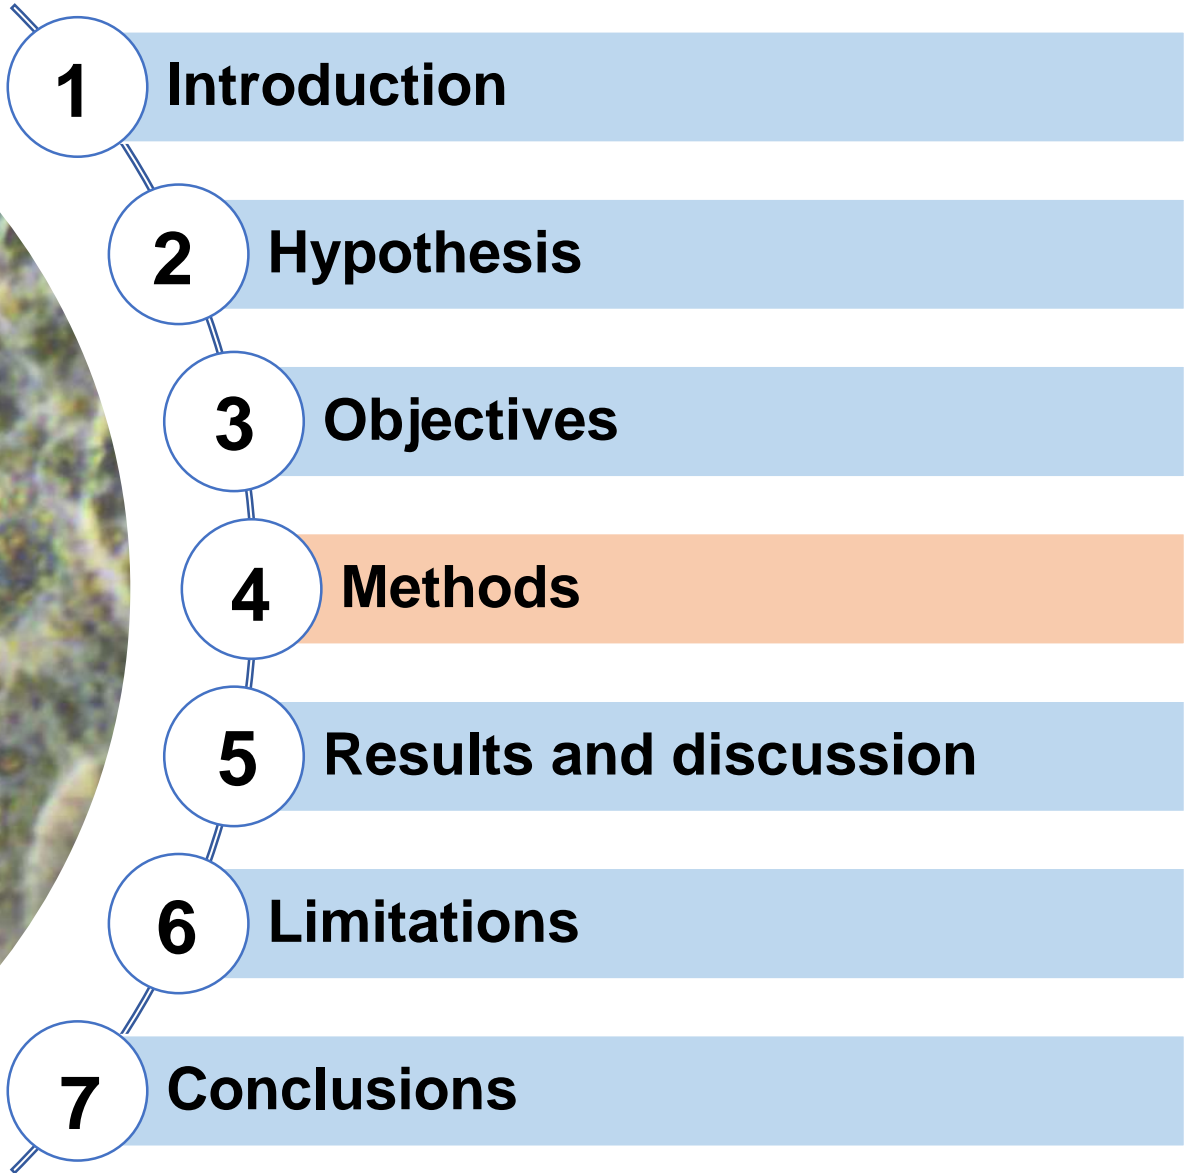 1 Introduction
2 Hypothesis
3 Objectives
4 Methods
5 Results and discussion
6 Limitations
7 Conclusions